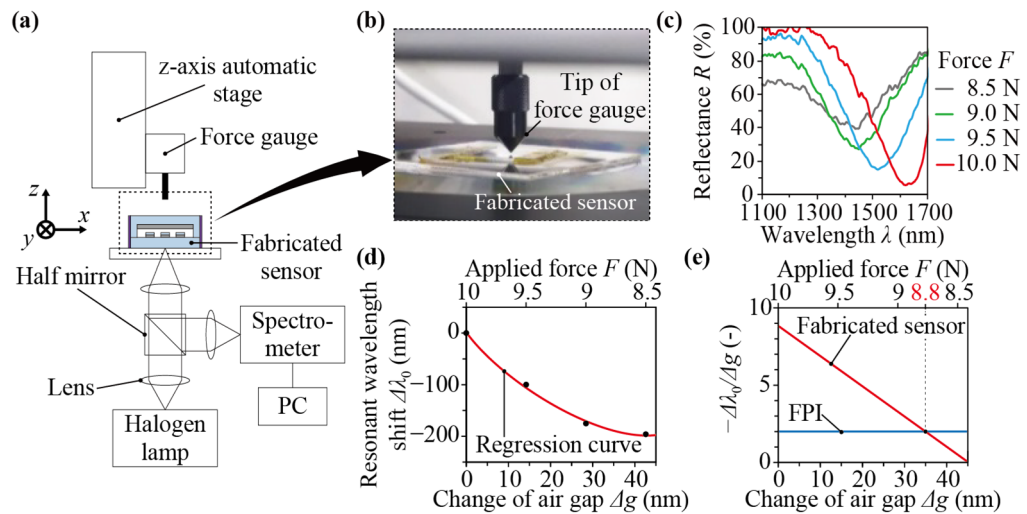 (a)
z-axis automatic
stage
Force gauge
z
x
y
Fabricated
sensor
Half mirror
Spectro-
meter
Lens
PC
Halogen
lamp
(b)
Tip of
force gauge
Fabricated sensor
(c)
Reflectance R (%)
100
80
60
40
20
0
1100 1300 1500 1700
Wavelength λ (nm)
Force F
8.5 N
9.0 N
9.5 N
10.0 N
(d)
Applied force F (N)
10 9.5 9 8.5
Resonant wavelength
shift Δλ₀ (nm)
0
−100
−200
Regression curve
0 10 20 30 40
Change of air gap Δg (nm)
(e)
Applied force F (N)
10 9.5 9 8.8 8.5
−Δλ₀/Δg (-)
10
5
0
Fabricated sensor
FPI
0 10 20 30 40
Change of air gap Δg (nm)